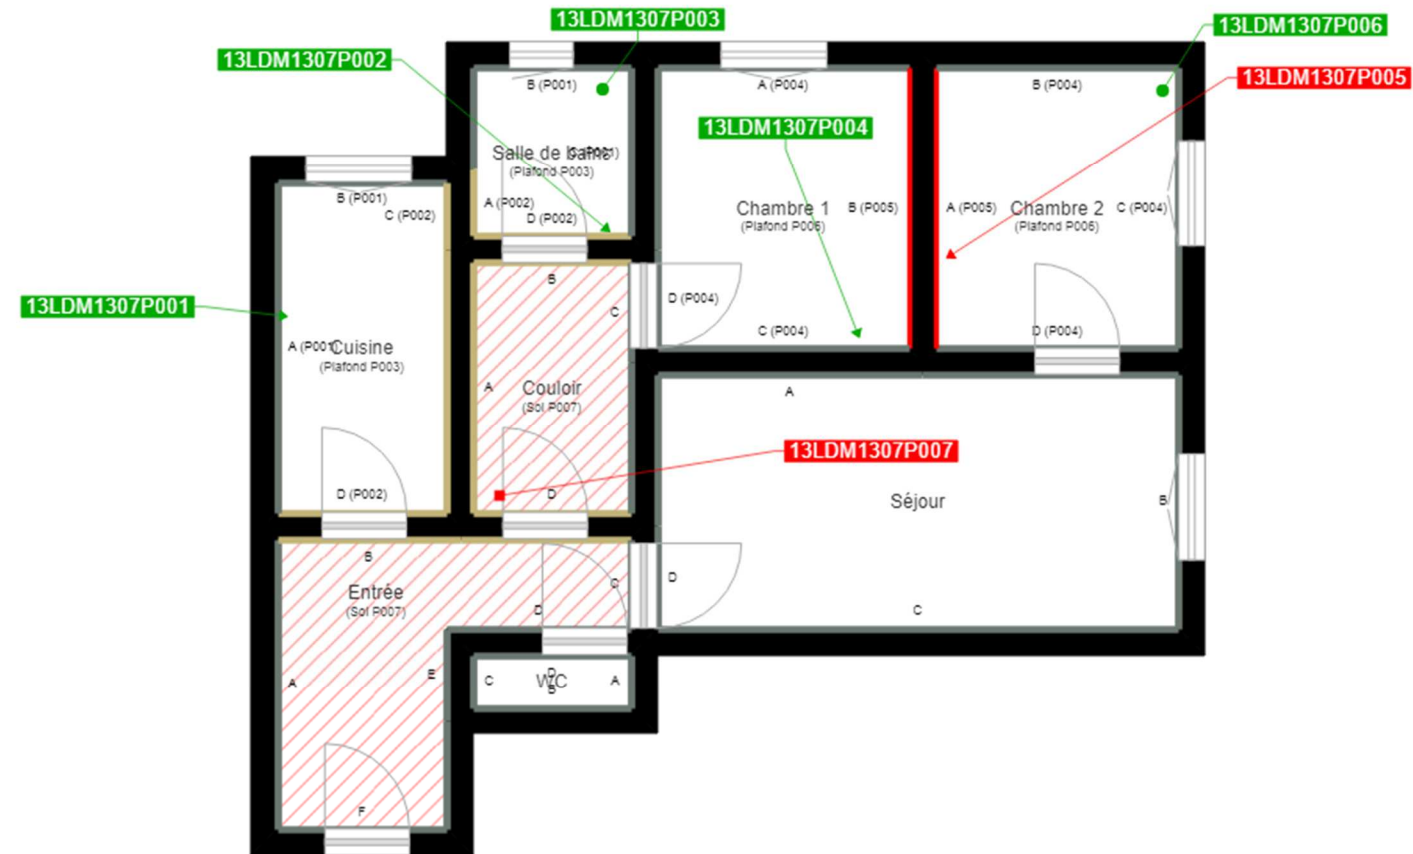 13LDM1307P003
13LDM1307P006
13LDM1307P002
13LDM1307P005
B (P001)
A (P004)
B (P004)
13LDM1307P004
Salle de bains
(Plafond P003)
C (P001)
B (P001)
C (P002)
A (P002)
D (P002)
Chambre 1
(Plafond P006)
B (P005)
A (P005)
Chambre 2
(Plafond P006)
C (P004)
13LDM1307P001
B
C
D (P004)
C (P004)
D (P004)
A (P001)
Cuisine
(Plafond P003)
A
Couloir
(Sol P007)
A
13LDM1307P007
D (P002)
D
Séjour
B
B
Entrée
(Sol P007)
C
D
D
C
A
E
C
WC
D
B
A
F